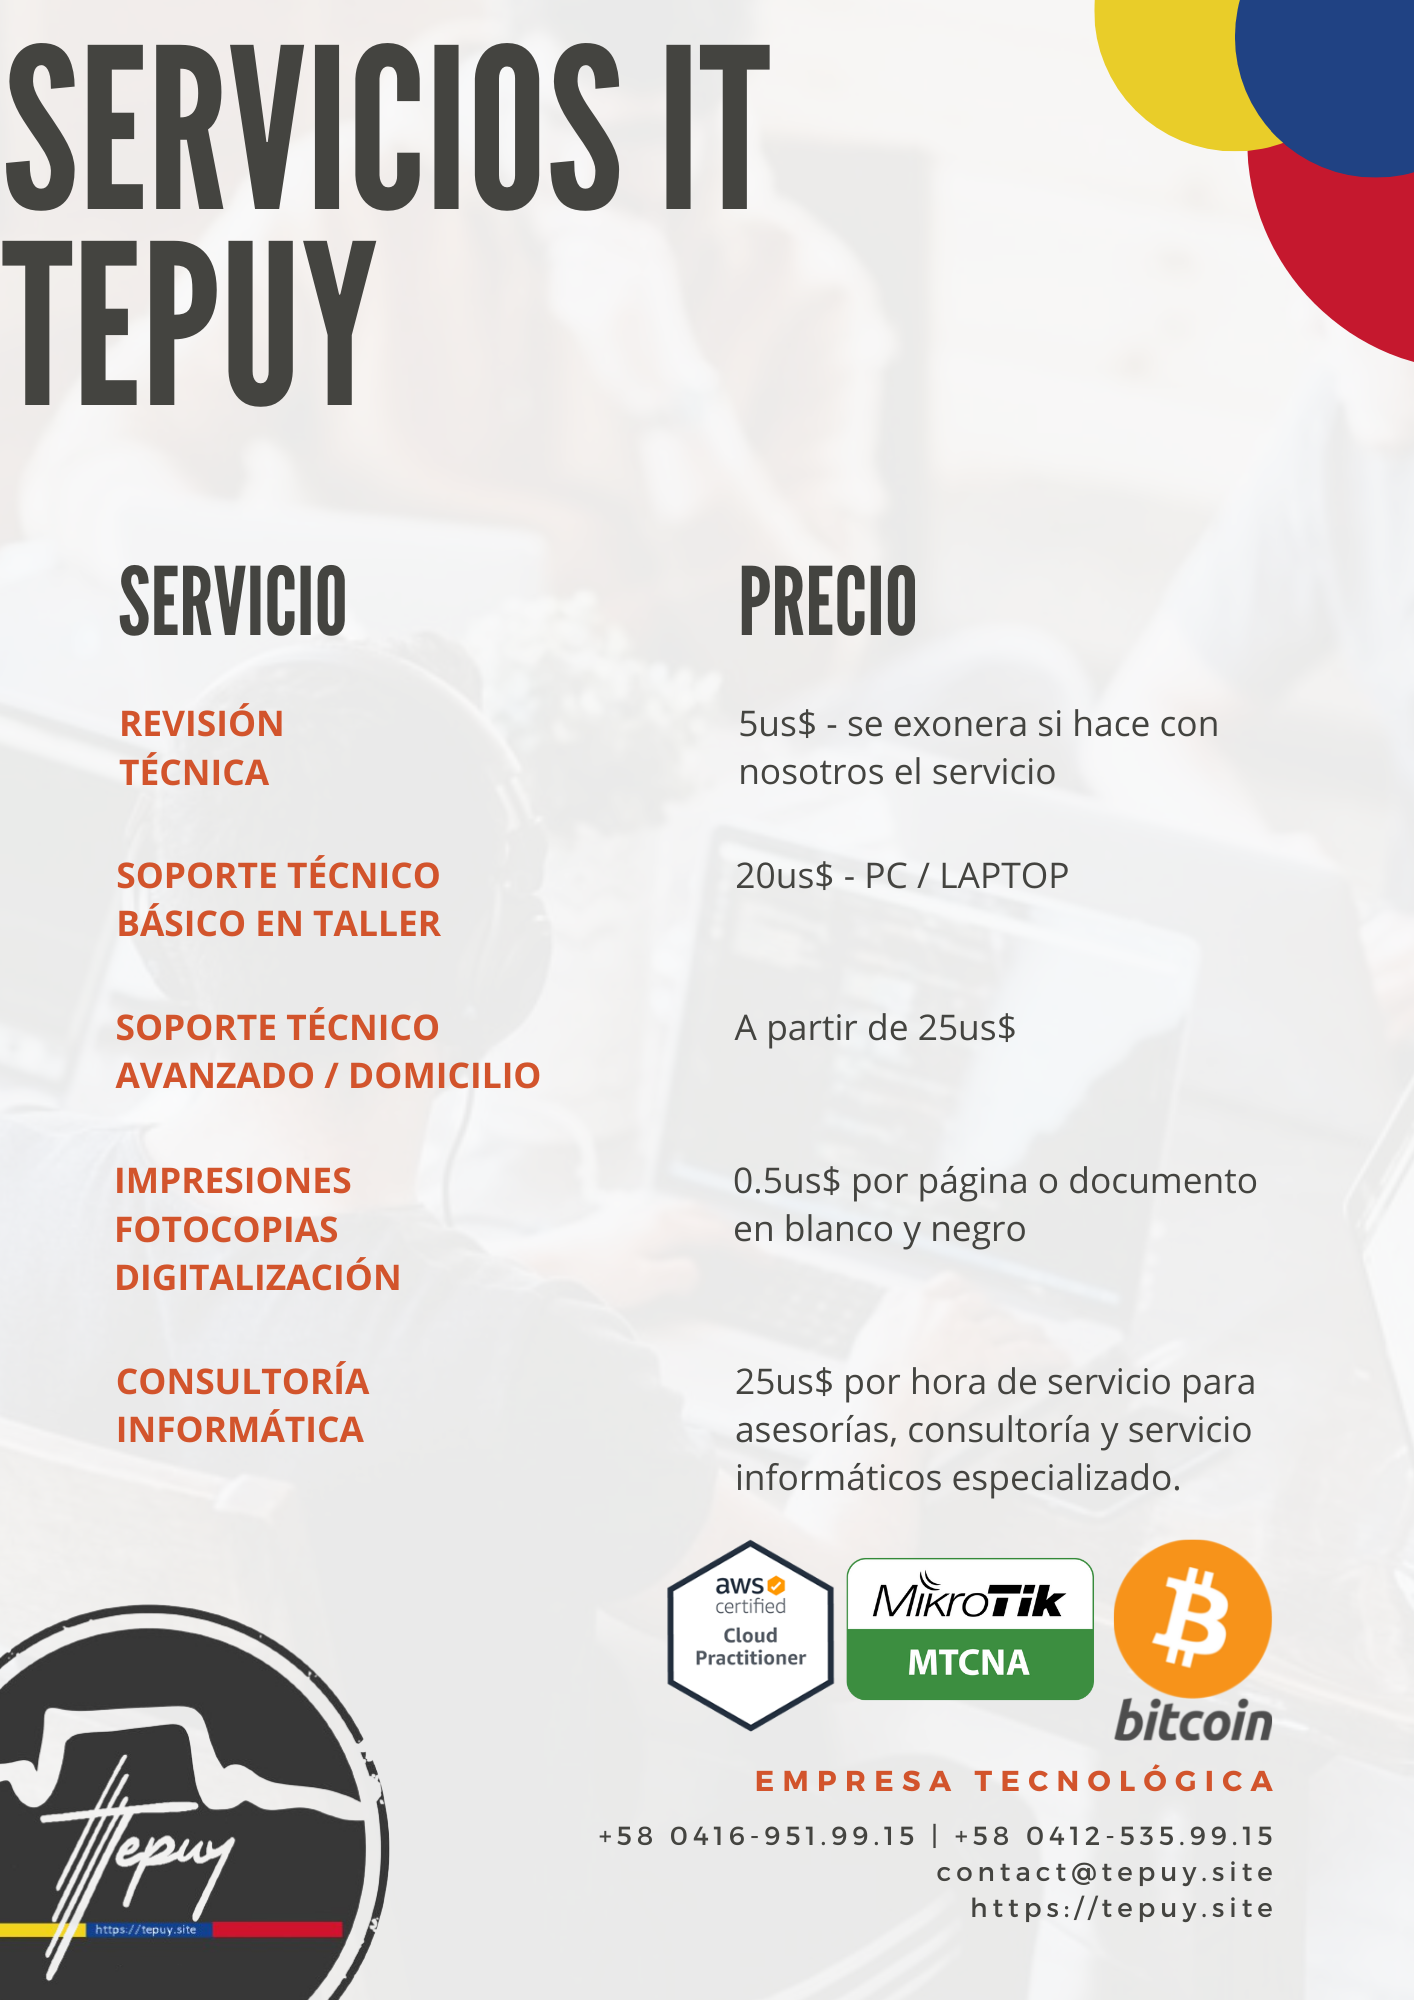 SERVICIOS IT
TEPUY
SERVICIO
PRECIO
REVISIÓN
TÉCNICA
5us$ - se exonera si hace con
nosotros el servicio
SOPORTE TÉCNICO
BÁSICO EN TALLER
20us$ - PC / LAPTOP
SOPORTE TÉCNICO
AVANZADO / DOMICILIO
A partir de 25us$
IMPRESIONES
FOTOCOPIAS
DIGITALIZACIÓN
0.5us$ por página o documento
en blanco y negro
CONSULTORÍA
INFORMÁTICA
25us$ por hora de servicio para
asesorías, consultoría y servicio
informáticos especializado.
aws
certified
Cloud
Practitioner
MikroTik
MTCNA
bitcoin
EMPRESA TECNOLÓGICA
+58 0416-951.99.15 | +58 0412-535.99.15
contact@tepuy.site
https://tepuy.site
Tepuy
https://tepuy.site